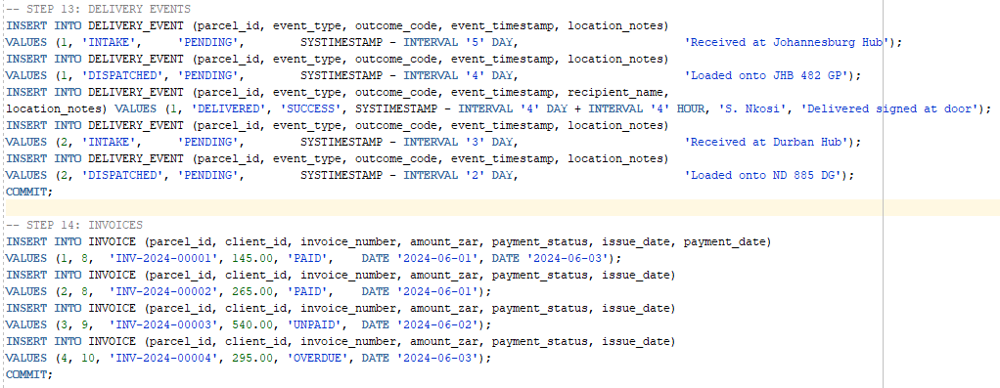 -- STEP 13: DELIVERY EVENTS
INSERT INTO DELIVERY_EVENT (parcel_id, event_type, outcome_code, event_timestamp, location_notes)
VALUES (1, 'INTAKE',     'PENDING',        SYSTIMESTAMP - INTERVAL '5' DAY,                        'Received at Johannesburg Hub');
INSERT INTO DELIVERY_EVENT (parcel_id, event_type, outcome_code, event_timestamp, location_notes)
VALUES (1, 'DISPATCHED', 'PENDING',        SYSTIMESTAMP - INTERVAL '4' DAY,                        'Loaded onto JHB 482 GP');
INSERT INTO DELIVERY_EVENT (parcel_id, event_type, outcome_code, event_timestamp, recipient_name,
location_notes) VALUES (1, 'DELIVERED', 'SUCCESS', SYSTIMESTAMP - INTERVAL '4' DAY + INTERVAL '4' HOUR, 'S. Nkosi', 'Delivered signed at door');
INSERT INTO DELIVERY_EVENT (parcel_id, event_type, outcome_code, event_timestamp, location_notes)
VALUES (2, 'INTAKE',     'PENDING',        SYSTIMESTAMP - INTERVAL '3' DAY,                        'Received at Durban Hub');
INSERT INTO DELIVERY_EVENT (parcel_id, event_type, outcome_code, event_timestamp, location_notes)
VALUES (2, 'DISPATCHED', 'PENDING',        SYSTIMESTAMP - INTERVAL '2' DAY,                        'Loaded onto ND 885 DG');
COMMIT;
-- STEP 14: INVOICES
INSERT INTO INVOICE (parcel_id, client_id, invoice_number, amount_zar, payment_status, issue_date, payment_date)
VALUES (1, 8,  'INV-2024-00001', 145.00, 'PAID',    DATE '2024-06-01', DATE '2024-06-03');
INSERT INTO INVOICE (parcel_id, client_id, invoice_number, amount_zar, payment_status, issue_date)
VALUES (2, 8,  'INV-2024-00002', 265.00, 'PAID',    DATE '2024-06-01');
INSERT INTO INVOICE (parcel_id, client_id, invoice_number, amount_zar, payment_status, issue_date)
VALUES (3, 9,  'INV-2024-00003', 540.00, 'UNPAID',  DATE '2024-06-02');
INSERT INTO INVOICE (parcel_id, client_id, invoice_number, amount_zar, payment_status, issue_date)
VALUES (4, 10, 'INV-2024-00004', 295.00, 'OVERDUE', DATE '2024-06-03');
COMMIT;